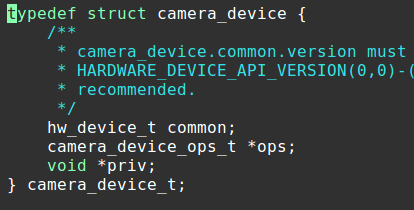 typedef struct camera_device {
    /**
     * camera_device.common.version must
     * HARDWARE_DEVICE_API_VERSION(0,0)-(
     * recommended.
     */
    hw_device_t common;
    camera_device_ops_t *ops;
    void *priv;
} camera_device_t;